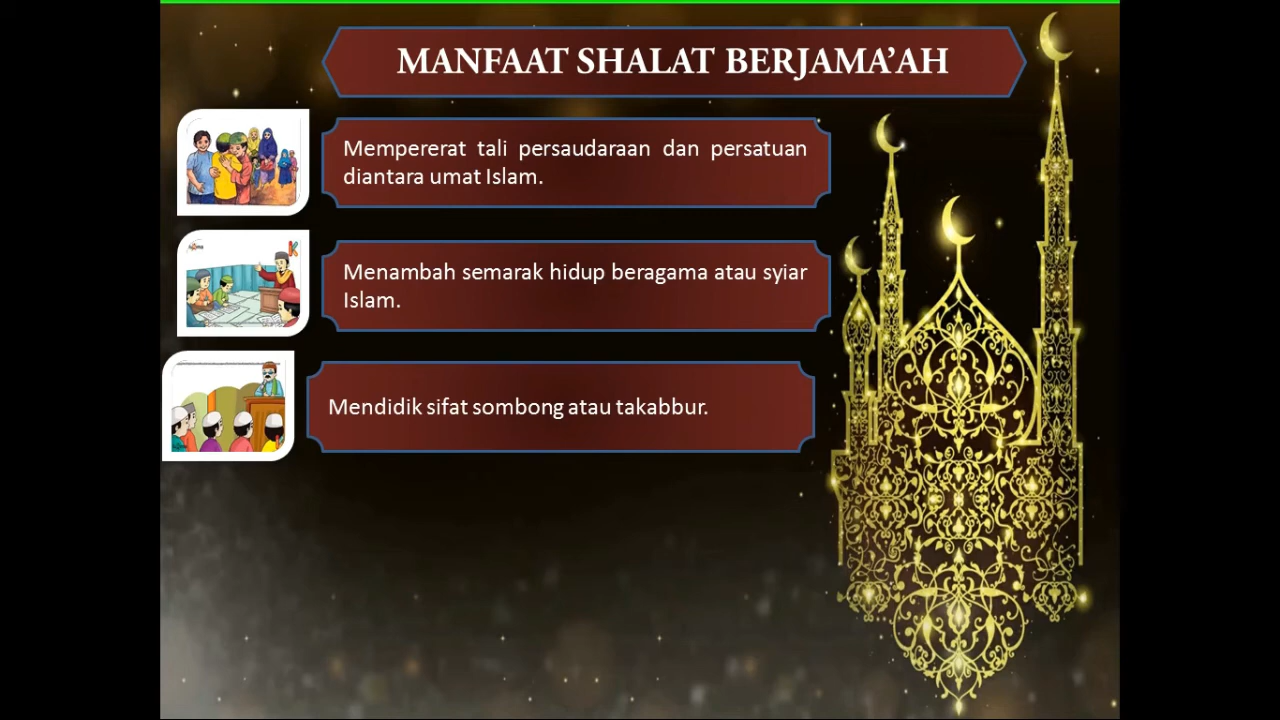 MANFAAT SHALAT BERJAMA’AH
Mempererat tali persaudaraan dan persatuan
diantara umat Islam.
Menambah semarak hidup beragama atau syiar
Islam.
Mendidik sifat sombong atau takabbur.